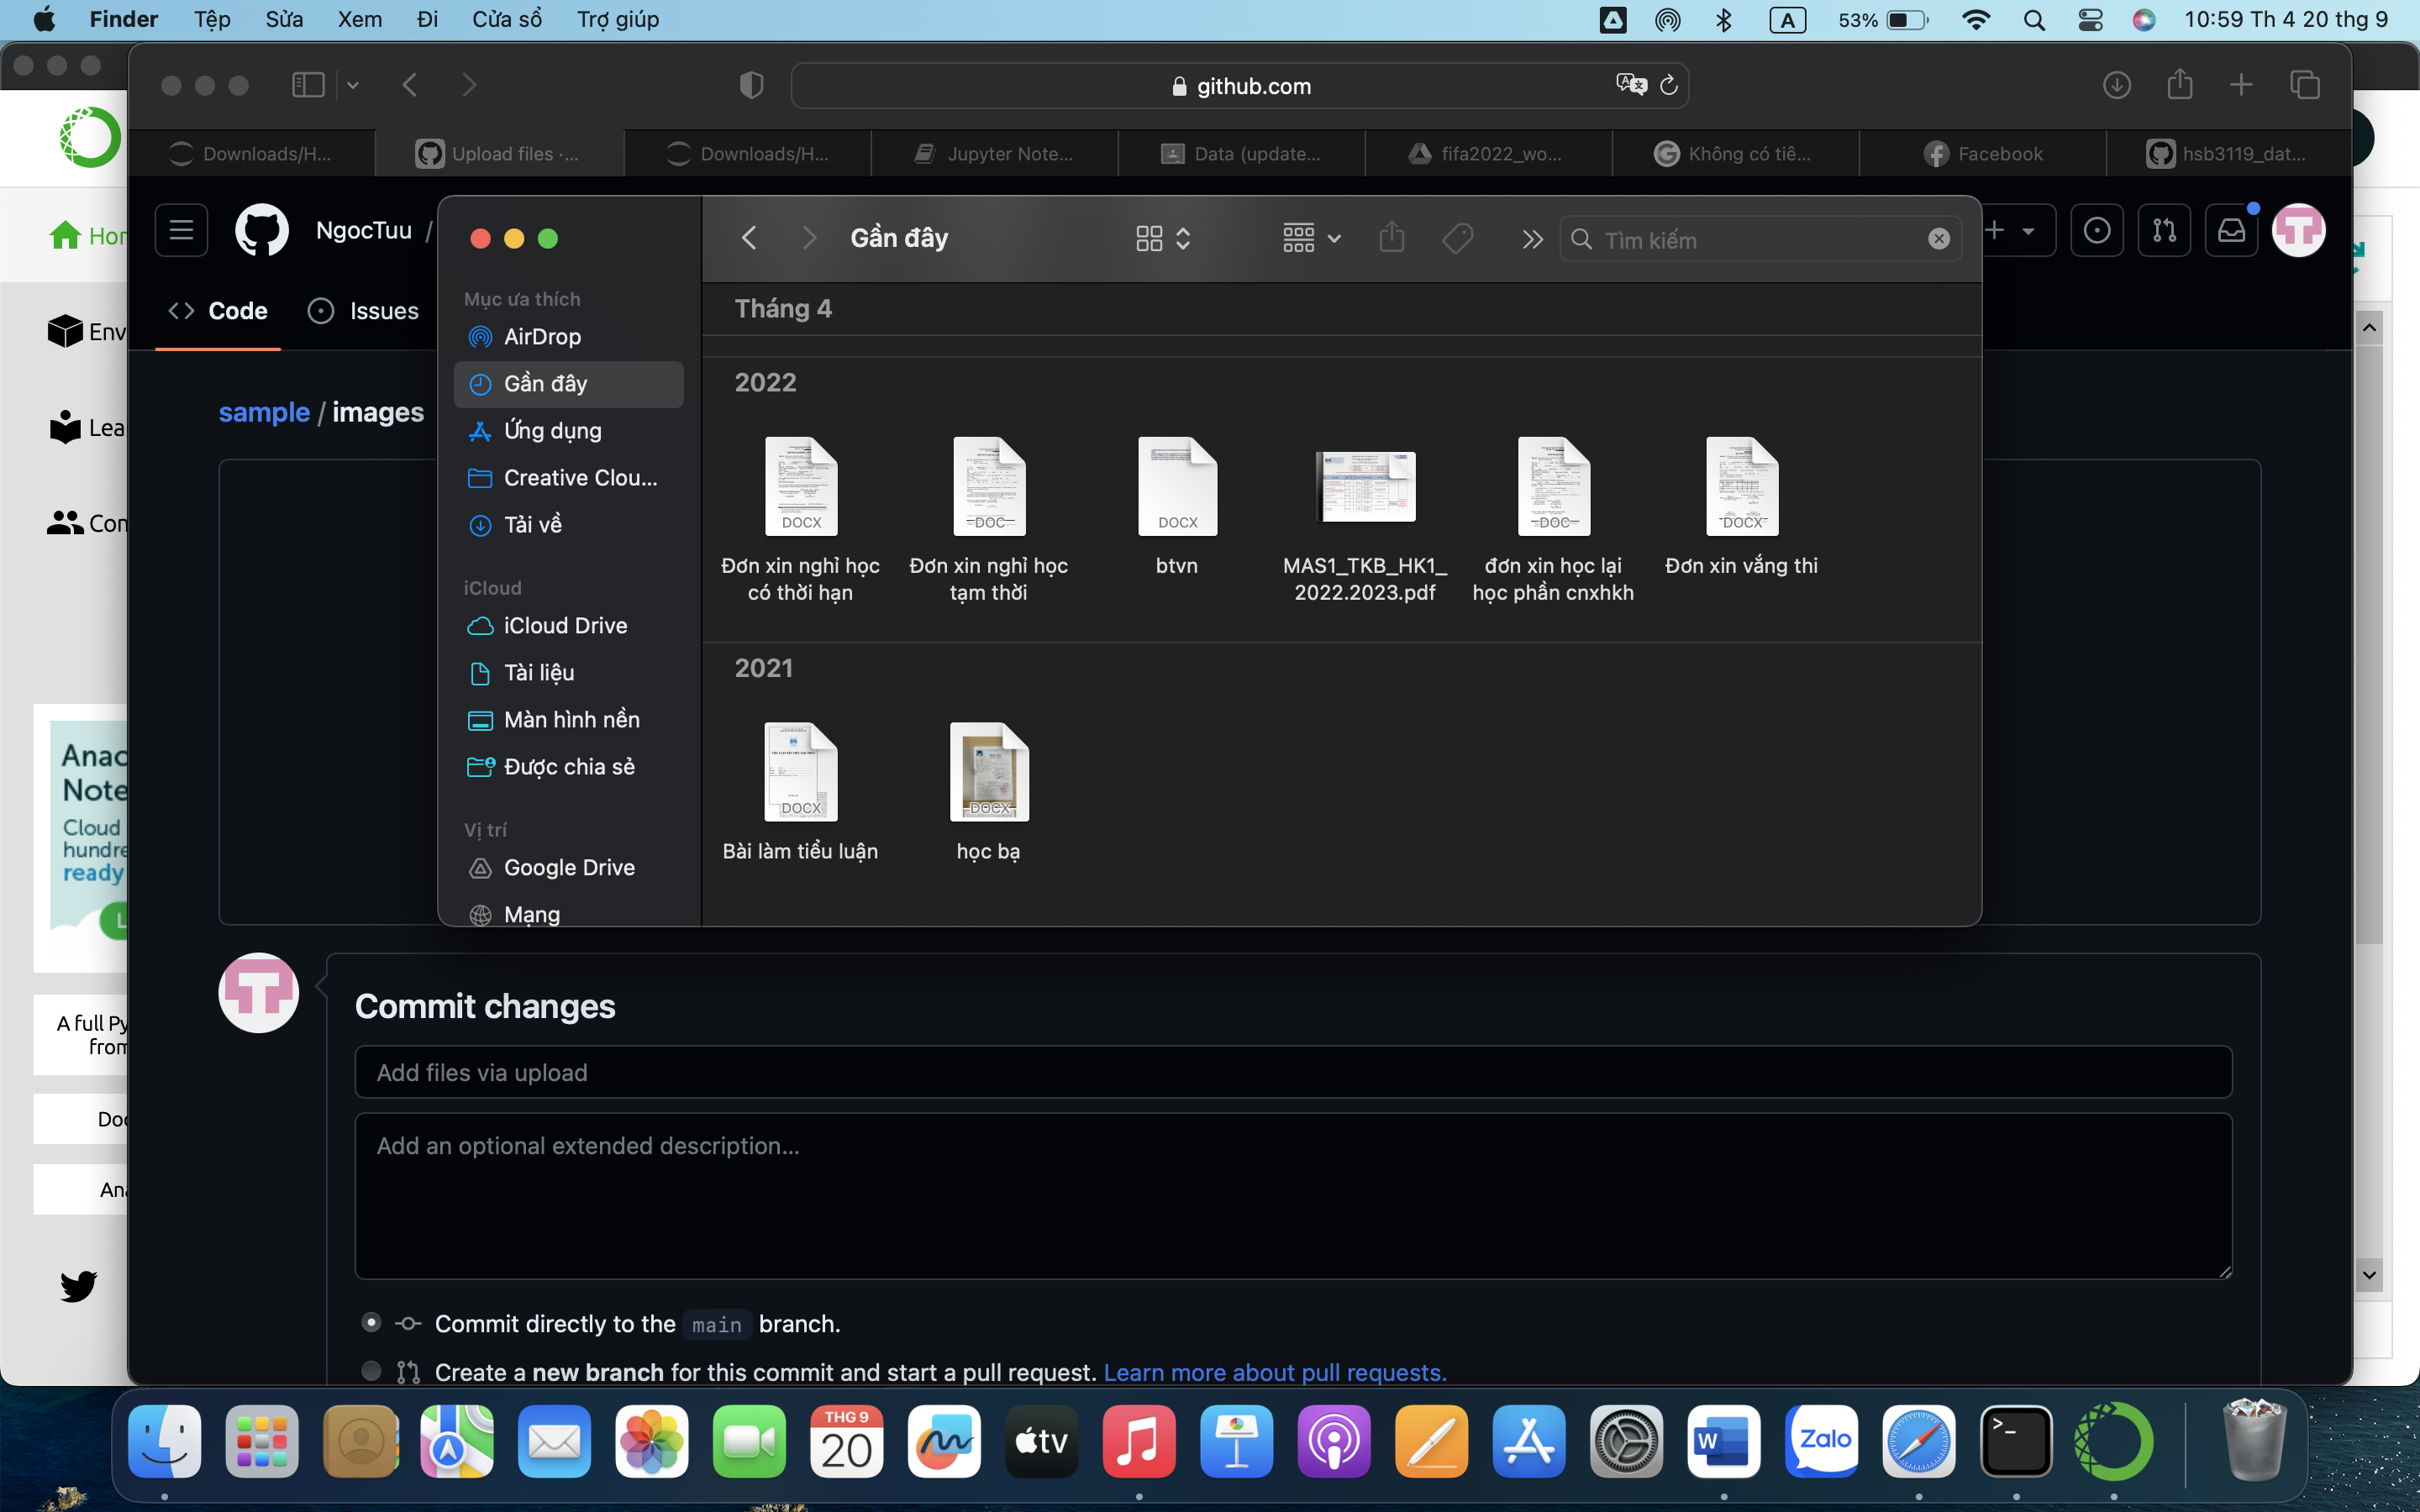 Finder Tệp Sửa Xem Đi Cửa sổ Trợ giúp
A 53% 10:59 Th 4 20 thg 9
github.com
Downloads/H...
Upload files ·...
Downloads/H...
Jupyter Note...
Data (update...
fifa2022_wo...
Không có tiê...
Facebook
hsb3119_dat...
NgocTuu /
Code
Issues
sample / images
Gần đây
Tìm kiếm
Mục ưa thích
AirDrop
Gần đây
Ứng dụng
Creative Clou...
Tải về
iCloud
iCloud Drive
Tài liệu
Màn hình nền
Được chia sẻ
Vị trí
Google Drive
Mạng
Tháng 4
2022
DOCX
DOC
DOCX
DOC
DOCX
Đơn xin nghỉ học
có thời hạn
Đơn xin nghỉ học
tạm thời
btvn
MAS1_TKB_HK1_
2022.2023.pdf
đơn xin học lại
học phần cnxhkh
Đơn xin vắng thi
2021
DOCX
DOCX
Bài làm tiểu luận
học bạ
Hor
Env
Lea
Con
Anac
Note
Cloud
hundre
ready
L
A full Py
from
Doc
Ana
Commit changes
Add files via upload
Add an optional extended description...
Commit directly to the main branch.
Create a new branch for this commit and start a pull request. Learn more about pull requests.
THG 9
20
tv
W
Zalo
>_